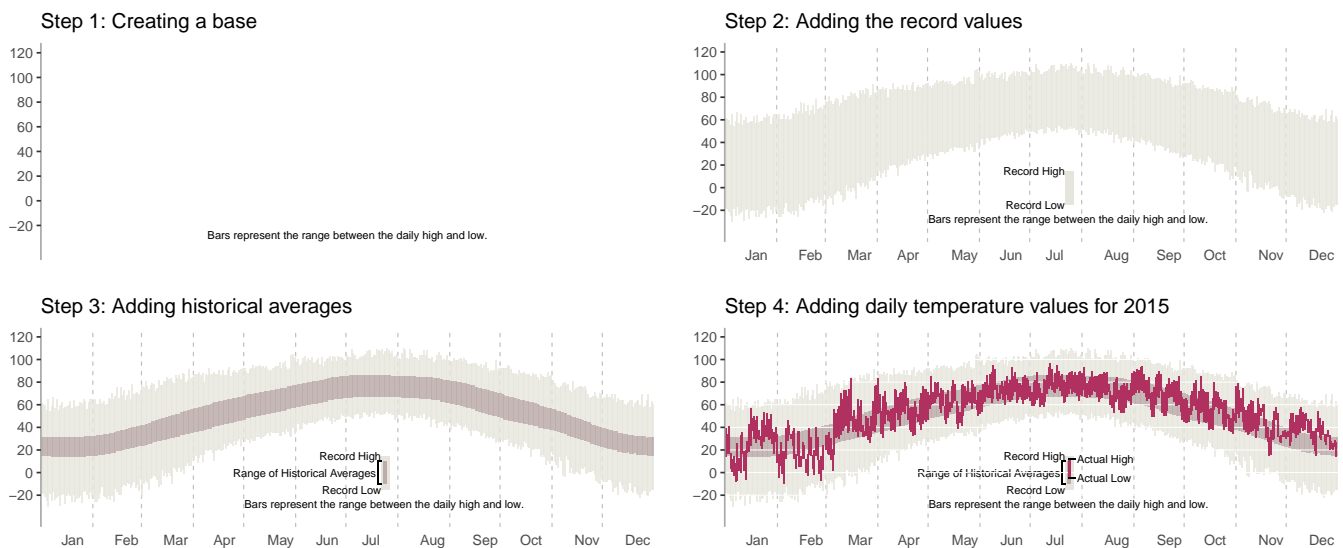 Step 1: Creating a base
120
100
80
60
40
20
0
−20
Bars represent the range between the daily high and low.
Step 2: Adding the record values
120
100
80
60
40
20
0
−20
Record High
Record Low
Bars represent the range between the daily high and low.
Jan Feb Mar Apr May Jun Jul Aug Sep Oct Nov Dec
Step 3: Adding historical averages
120
100
80
60
40
20
0
−20
Record High
Range of Historical Averages
Record Low
Bars represent the range between the daily high and low.
Jan Feb Mar Apr May Jun Jul Aug Sep Oct Nov Dec
Step 4: Adding daily temperature values for 2015
120
100
80
60
40
20
0
−20
Record High
Actual High
Range of Historical Averages
Actual Low
Record Low
Bars represent the range between the daily high and low.
Jan Feb Mar Apr May Jun Jul Aug Sep Oct Nov Dec